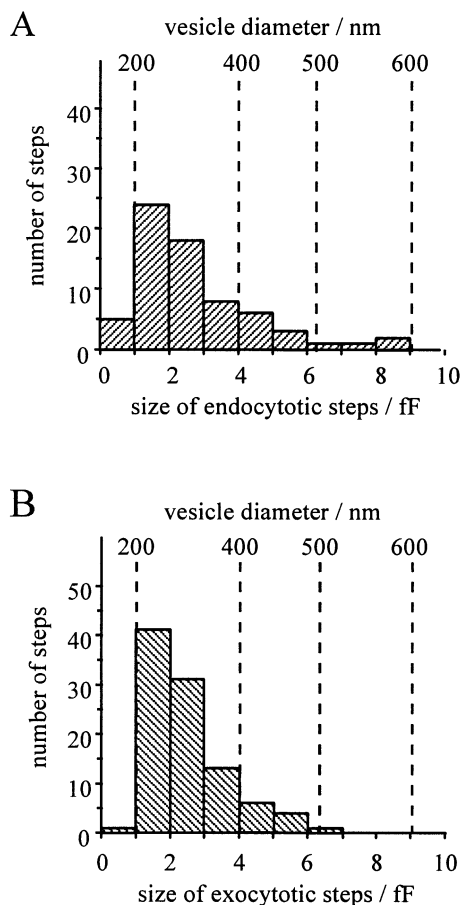 A
vesicle diameter / nm
200 400 500 600
40
30
20
10
0
number of steps
0 2 4 6 8 10
size of endocytotic steps / fF
B
vesicle diameter / nm
200 400 500 600
50
40
30
20
10
0
number of steps
0 2 4 6 8 10
size of exocytotic steps / fF